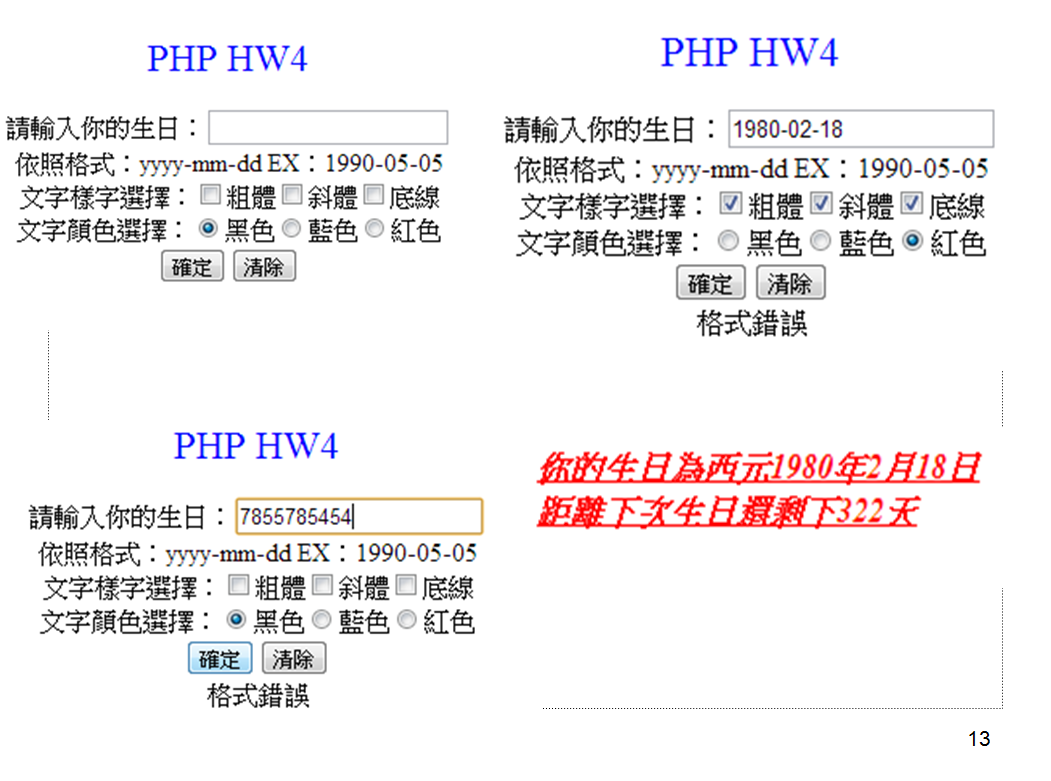 PHP HW4
請輸入你的生日：
依照格式：yyyy-mm-dd EX：1990-05-05
文字樣字選擇： 粗體 斜體 底線
文字顏色選擇： 黑色 藍色 紅色
確定 清除
PHP HW4
請輸入你的生日： 1980-02-18
依照格式：yyyy-mm-dd EX：1990-05-05
文字樣字選擇： 粗體 斜體 底線
文字顏色選擇： 黑色 藍色 紅色
確定 清除
格式錯誤
PHP HW4
請輸入你的生日： 7855785454
依照格式：yyyy-mm-dd EX：1990-05-05
文字樣字選擇： 粗體 斜體 底線
文字顏色選擇： 黑色 藍色 紅色
確定 清除
格式錯誤
你的生日為西元1980年2月18日
距離下次生日還剩下322天
13